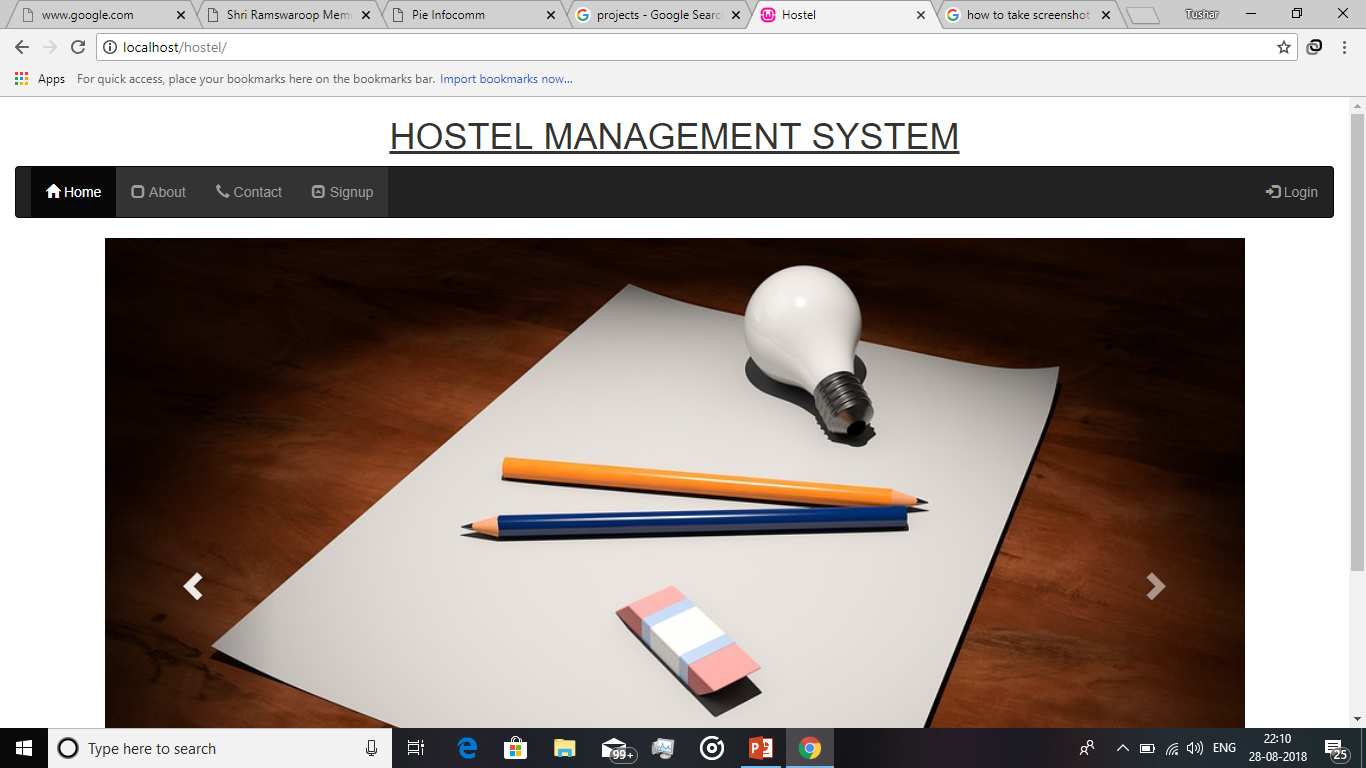 www.google.com
Shri Ramswaroop Mem
Pie Infocomm
projects - Google Sear
Hostel
how to take screenshot
Tushar
localhost/hostel/
Apps For quick access, place your bookmarks here on the bookmarks bar. Import bookmarks now...
HOSTEL MANAGEMENT SYSTEM
Home About Contact Signup Login
Type here to search
99+
ENG
22:10
28-08-2018
25